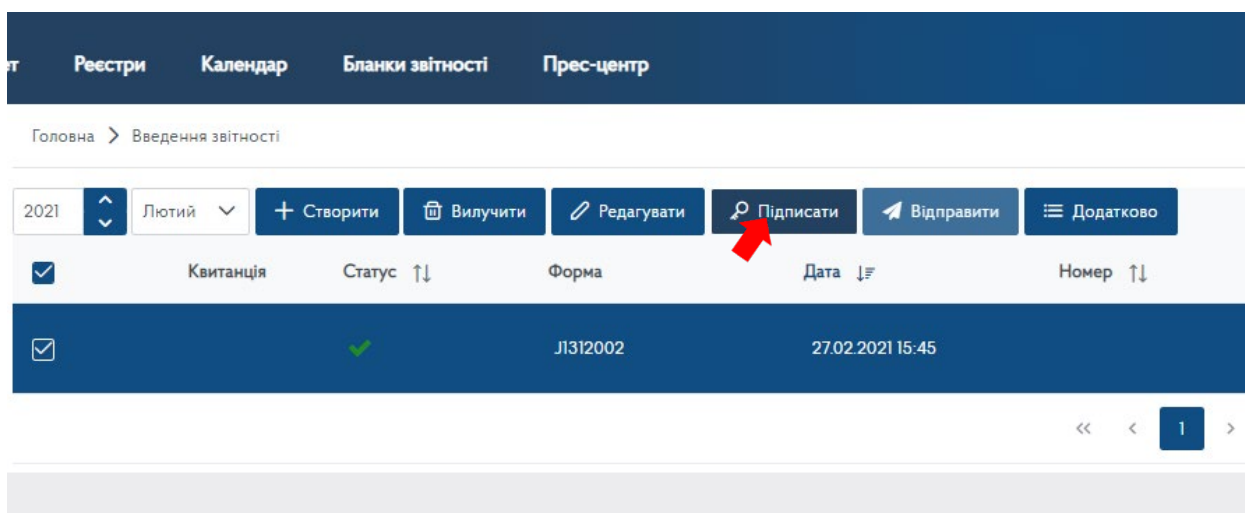 ет Реєстри Календар Бланки звітності Прес-центр
Головна > Введення звітності
2021 Лютий + Створити Вилучити Редагувати Підписати Відправити Додатково
Квитанція Статус Форма Дата Номер
J1312002 27.02.2021 15:45
<< < 1 >